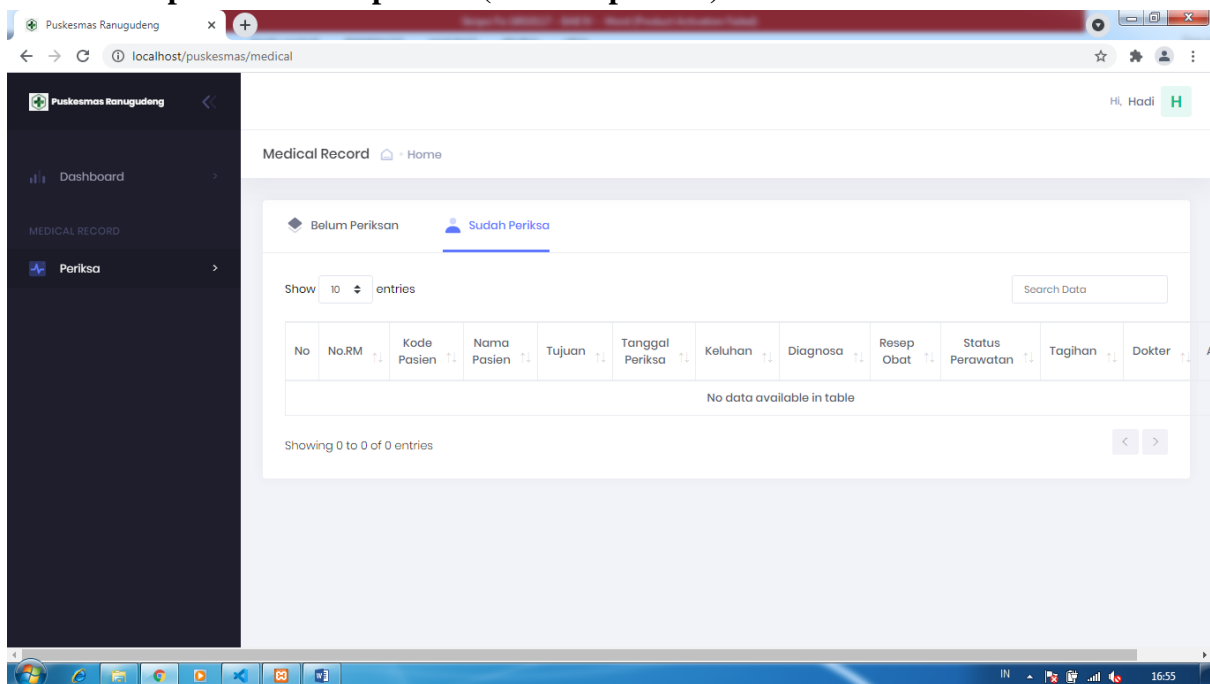 Puskesmas Ranugudeng
localhost/puskesmas/medical
Puskesmas Ranugudeng
Hi, Hadi H
Medical Record - Home
Dashboard
MEDICAL RECORD
Periksa
Belum Periksan Sudah Periksa
Show 10 entries
Search Data
No No.RM Kode Pasien Nama Pasien Tujuan Tanggal Periksa Keluhan Diagnosa Resep Obat Status Perawatan Tagihan Dokter
No data available in table
Showing 0 to 0 of 0 entries
IN 16:55